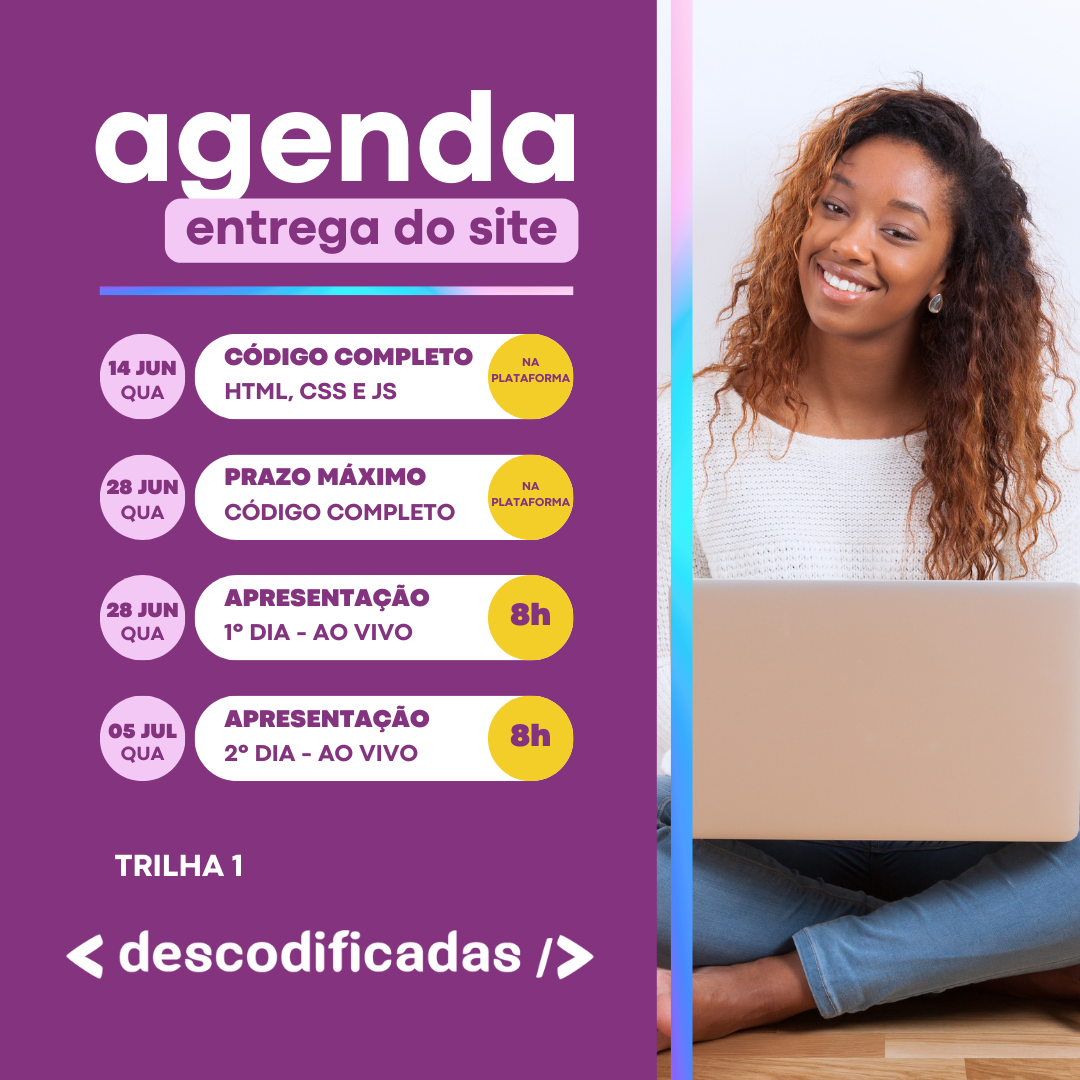 agenda
entrega do site
14 JUN
QUA
CÓDIGO COMPLETO
HTML, CSS E JS
NA
PLATAFORMA
28 JUN
QUA
PRAZO MÁXIMO
CÓDIGO COMPLETO
NA
PLATAFORMA
28 JUN
QUA
APRESENTAÇÃO
1º DIA - AO VIVO
8h
05 JUL
QUA
APRESENTAÇÃO
2º DIA - AO VIVO
8h
TRILHA 1
< descodificadas />